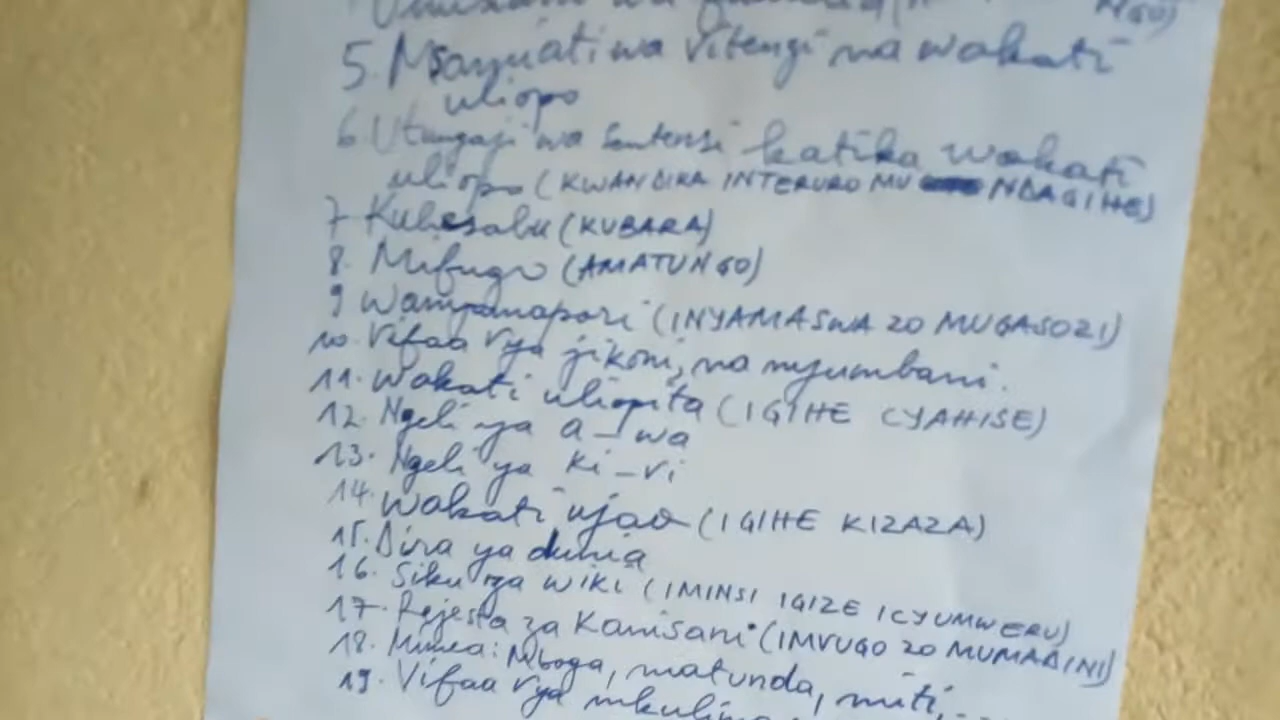 NGO)
5. Msamiati wa Vitenzi na wakati
uliopo
6. Utungaji wa Sentensi katika wakati
uliopo (KWANDIKA INTERURO MU NDAGIHE)
7 Kuhesabu (KUBARA)
8. Mifugo (AMATUNGO)
9 Wanyamapori (INYAMASWA ZO MUGASOZI)
10. Vifaa vya jikoni, na nyumbani.
11. Wakati uliopita (IGIHE CYAHISE)
12. Ngeli ya a_wa
13. Ngeli ya ki_vi
14. Wakati ujao (IGIHE KIZAZA)
15. Dira ya dunia
16. Siku za wiki (IMINSI IGIZE ICYUMWERU)
17. Rejesta za Kanisani (IMVUGO ZO MUMADINI)
18. Mimea: Mboga, matunda, miti,...
19. Vifaa vya